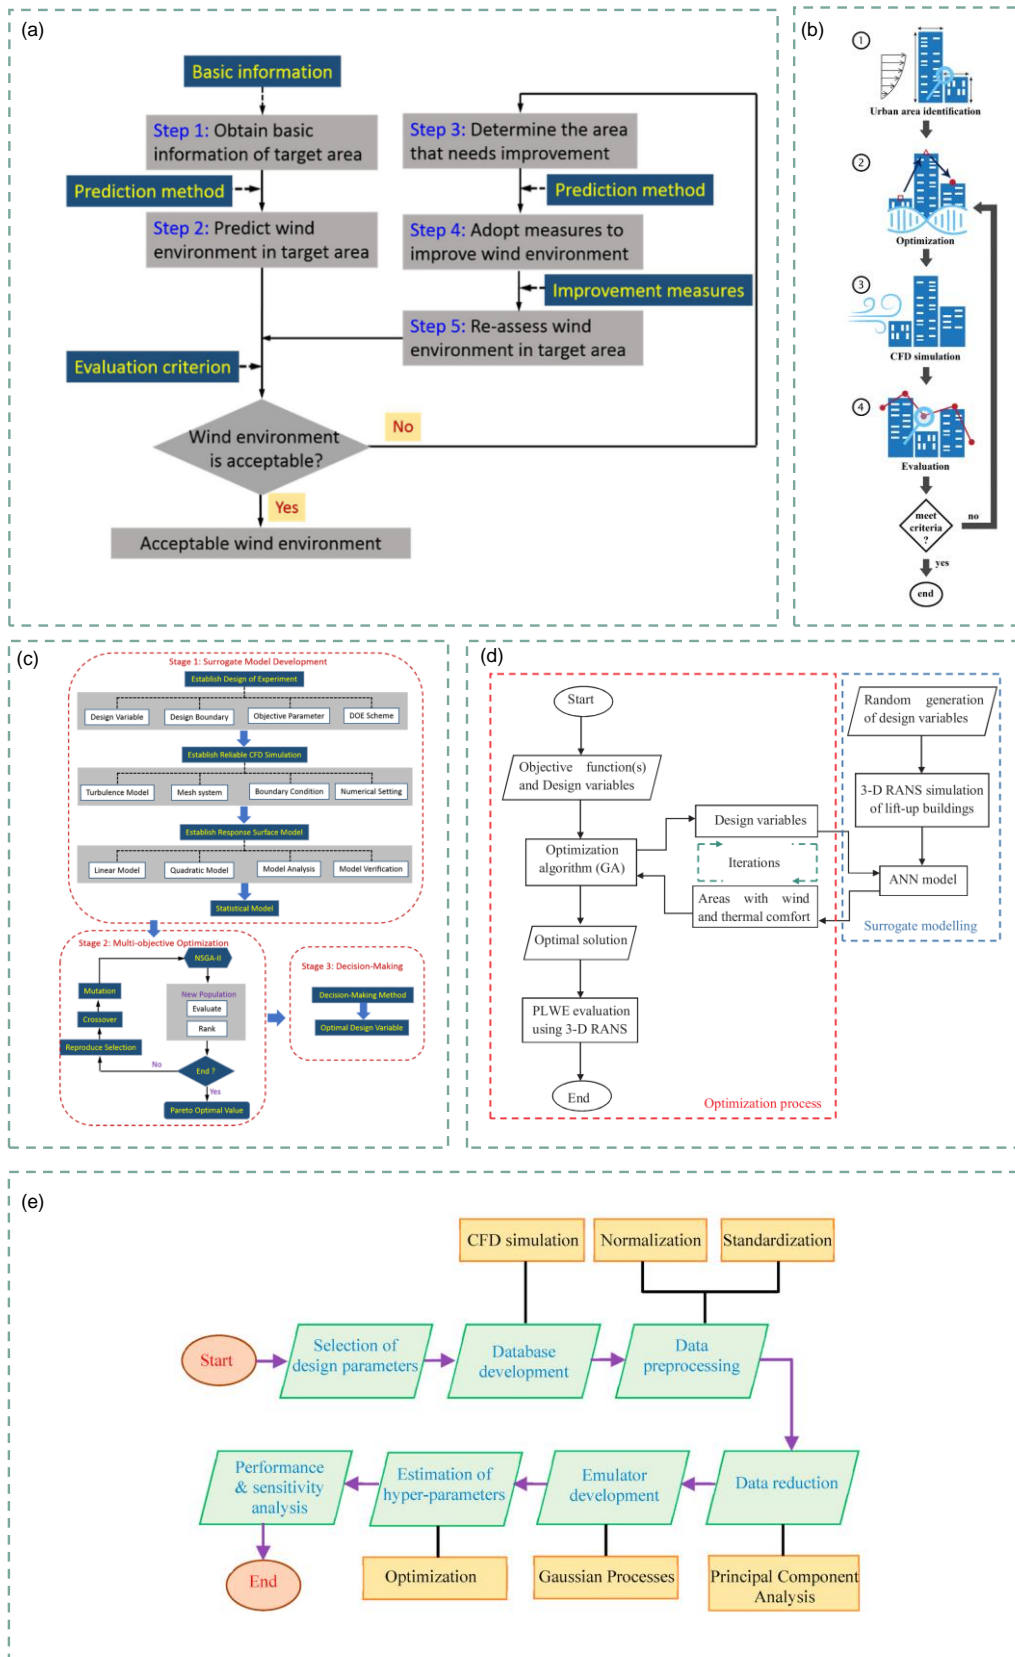 (a)
Basic information
Step 1: Obtain basic
information of target area
Prediction method
Step 2: Predict wind
environment in target area
Evaluation criterion
Wind environment
is acceptable?
Yes
Acceptable wind environment
No
Step 3: Determine the area
that needs improvement
Prediction method
Step 4: Adopt measures to
improve wind environment
Improvement measures
Step 5: Re-assess wind
environment in target area
(b)
1
Urban area identification
2
Optimization
3
CFD simulation
4
Evaluation
meet
criteria
?
no
yes
end
(c)
Stage 1: Surrogate Model Development
Establish Design of Experiment
Design Variable
Design Boundary
Objective Parameter
DOE Scheme
Establish Reliable CFD Simulation
Turbulence Model
Mesh system
Boundary Condition
Numerical Setting
Establish Response Surface Model
Linear Model
Quadratic Model
Model Analysis
Model Verification
Statistical Model
Stage 2: Multi-objective Optimization
NSGA-II
Mutation
New Population
Evaluate
Crossover
Rank
Reproduce Selection
No
End ?
Yes
Pareto Optimal Value
Stage 3: Decision-Making
Decision-Making Method
Optimal Design Variable
(d)
Start
Objective function(s)
and Design variables
Optimization
algorithm (GA)
Optimal solution
PLWE evaluation
using 3-D RANS
End
Design variables
Iterations
Areas with wind
and thermal comfort
Optimization process
Random generation
of design variables
3-D RANS simulation
of lift-up buildings
ANN model
Surrogate modelling
(e)
CFD simulation
Normalization
Standardization
Start
Selection of
design parameters
Database
development
Data
preprocessing
Performance
& sensitivity
analysis
Estimation of
hyper-parameters
Emulator
development
Data reduction
End
Optimization
Gaussian Processes
Principal Component
Analysis